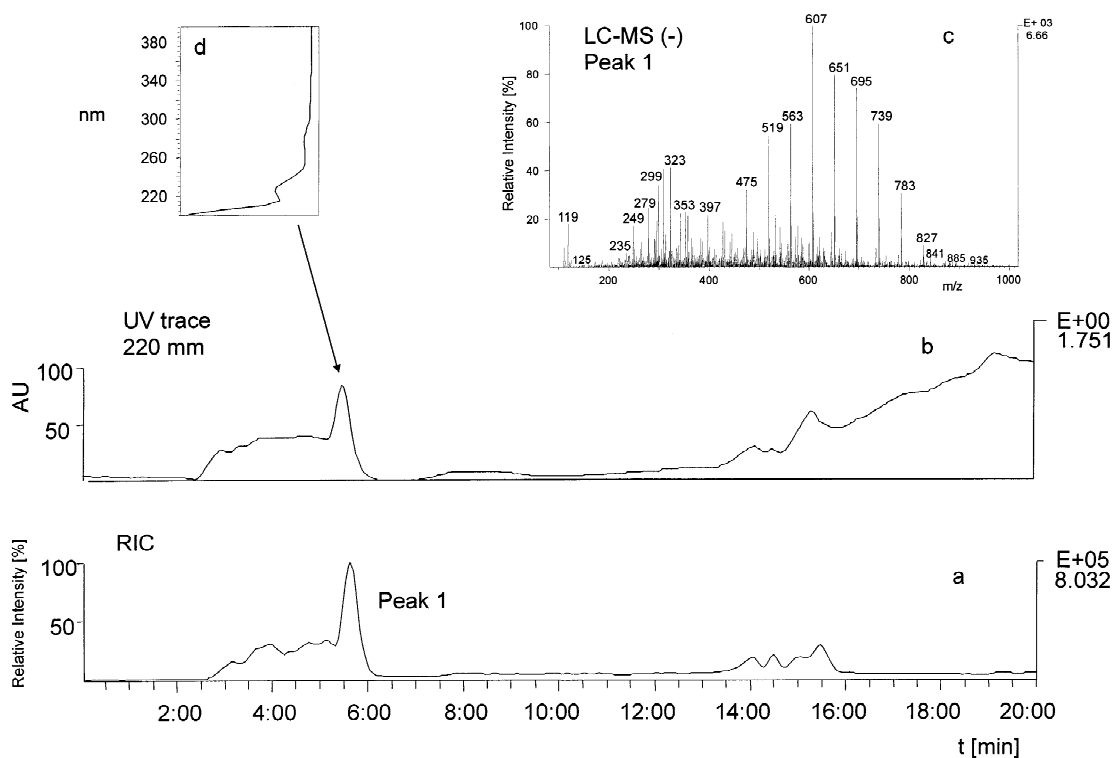 380
d
340
nm
300
260
220
LC-MS (-)
Peak 1
c
E+ 03
6.66
Relative Intensity [%]
100
80
60
40
20
607
651
695
739
563
519
783
475
323
299
279
353
397
249
119
235
125
827
841
885
935
200
400
600
800
1000
m/z
UV trace
220 mm
b
E+00
1.751
AU
100
50
RIC
a
E+05
8.032
Relative Intensity [%]
100
50
Peak 1
2:00
4:00
6:00
8:00
10:00
12:00
14:00
16:00
18:00
20:00
t [min]